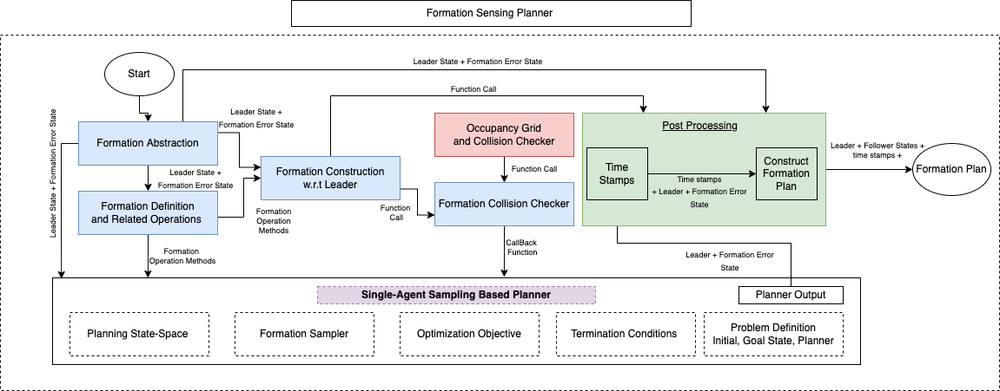 Formation Sensing Planner
Leader State + Formation Error State
Start
Function Call
Leader State +
Formation Error State
Leader State + Formation Error State
Formation Abstraction
Occupancy Grid
and Collision Checker
Post Processing
Leader + Follower States +
time stamps +
Formation Plan
Leader State +
Formation Error State
Formation Construction
w.r.t Leader
Function Call
Time
Stamps
Time stamps
+ Leader + Formation Error
State
Construct
Formation
Plan
Formation Definition
and Related Operations
Formation
Operation
Methods
Function
Call
Formation Collision Checker
Formation
Operation Methods
CallBack
Function
Leader + Formation Error
State
Single-Agent Sampling Based Planner
Planner Output
Planning State-Space
Formation Sampler
Optimization Objective
Termination Conditions
Problem Definition
Initial, Goal State, Planner